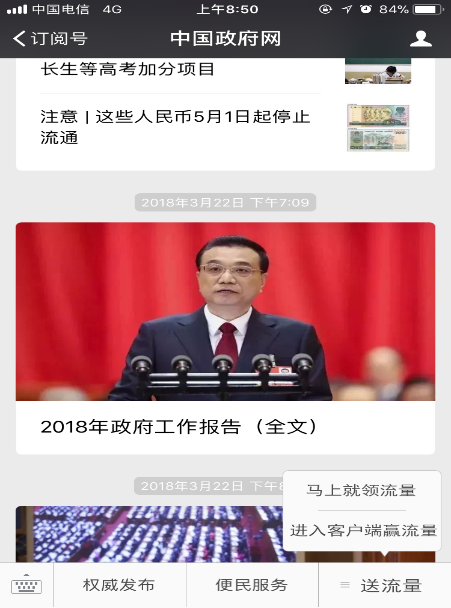 中国电信 4G 上午8:50 84%
订阅号 中国政府网
长生等高考加分项目
注意 | 这些人民币5月1日起停止
流通
2018年3月22日 下午7:09
2018年政府工作报告（全文）
2018年3月22日 下午
马上就领流量
进入客户端赢流量
权威发布 便民服务 送流量